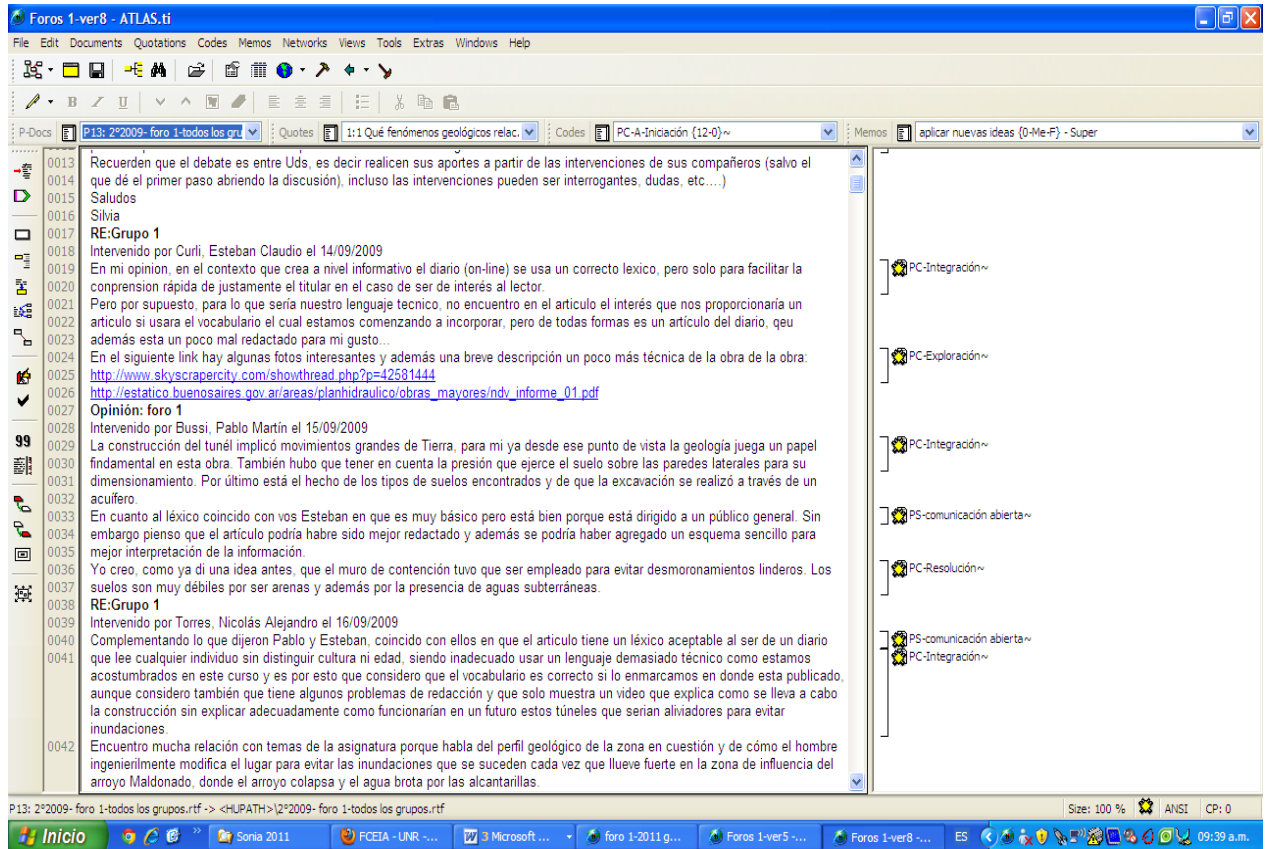 Foros 1-ver8 - ATLAS.ti
File Edit Documents Quotations Codes Memos Networks Views Tools Extras Windows Help
B I U
P-Docs P13: 2º2009- foro 1-todos los gru Quotes 1:1 Qué fenómenos geológicos relac. Codes PC-A-Iniciación {12-0}~ Memos aplicar nuevas ideas {0-Me-F} - Super
0013 Recuerden que el debate es entre Uds, es decir realicen sus aportes a partir de las intervenciones de sus compañeros (salvo el
0014 que dé el primer paso abriendo la discusión), incluso las intervenciones pueden ser interrogantes, dudas, etc....)
0015 Saludos
0016 Silvia
0017 RE:Grupo 1
0018 Intervenido por Curli, Esteban Claudio el 14/09/2009
0019 En mi opinion, en el contexto que crea a nivel informativo el diario (on-line) se usa un correcto lexico, pero solo para facilitar la PC-Integración~
0020 conprension rápida de justamente el titular en el caso de ser de interés al lector.
0021 Pero por supuesto, para lo que sería nuestro lenguaje tecnico, no encuentro en el articulo el interés que nos proporcionaría un
0022 articulo si usara el vocabulario el cual estamos comenzando a incorporar, pero de todas formas es un artículo del diario, qeu
0023 además esta un poco mal redactado para mi gusto...
0024 En el siguiente link hay algunas fotos interesantes y además una breve descripción un poco más técnica de la obra de la obra: PC-Exploración~
0025 http://www.skyscrapercity.com/showthread.php?p=42581444
0026 http://estatico.buenosaires.gov.ar/areas/planhidraulico/obras_mayores/ndv_informe_01.pdf
0027 Opinión: foro 1
0028 Intervenido por Bussi, Pablo Martín el 15/09/2009
0029 La construcción del tunél implicó movimientos grandes de Tierra, para mi ya desde ese punto de vista la geología juega un papel PC-Integración~
0030 findamental en esta obra. También hubo que tener en cuenta la presión que ejerce el suelo sobre las paredes laterales para su
0031 dimensionamiento. Por último está el hecho de los tipos de suelos encontrados y de que la excavación se realizó a través de un
0032 acuífero.
0033 En cuanto al léxico coincido con vos Esteban en que es muy básico pero está bien porque está dirigido a un público general. Sin PS-comunicación abierta~
0034 embargo pienso que el artículo podría habre sido mejor redactado y además se podría haber agregado un esquema sencillo para
0035 mejor interpretación de la información.
0036 Yo creo, como ya di una idea antes, que el muro de contención tuvo que ser empleado para evitar desmoronamientos linderos. Los PC-Resolución~
0037 suelos son muy débiles por ser arenas y además por la presencia de aguas subterráneas.
0038 RE:Grupo 1
0039 Intervenido por Torres, Nicolás Alejandro el 16/09/2009
0040 Complementando lo que dijeron Pablo y Esteban, coincido con ellos en que el articulo tiene un léxico aceptable al ser de un diario PS-comunicación abierta~
0041 que lee cualquier individuo sin distinguir cultura ni edad, siendo inadecuado usar un lenguaje demasiado técnico como estamos PC-Integración~
acostumbrados en este curso y es por esto que considero que el vocabulario es correcto si lo enmarcamos en donde esta publicado,
aunque considero también que tiene algunos problemas de redacción y que solo muestra un video que explica como se lleva a cabo
la construcción sin explicar adecuadamente como funcionarían en un futuro estos túneles que serian aliviadores para evitar
inundaciones.
0042 Encuentro mucha relación con temas de la asignatura porque habla del perfil geológico de la zona en cuestión y de cómo el hombre
ingenierilmente modifica el lugar para evitar las inundaciones que se suceden cada vez que llueve fuerte en la zona de influencia del
arroyo Maldonado, donde el arroyo colapsa y el agua brota por las alcantarillas.
P13: 2º2009- foro 1-todos los grupos.rtf -> <HUPATH>\2º2009- foro 1-todos los grupos.rtf Size: 100 % ANSI CP: 0
Inicio Sonia 2011 FCEIA - UNR -... 3 Microsoft ... foro 1-2011 g... Foros 1-ver5 -... Foros 1-ver8 -... ES 09:39 a.m.